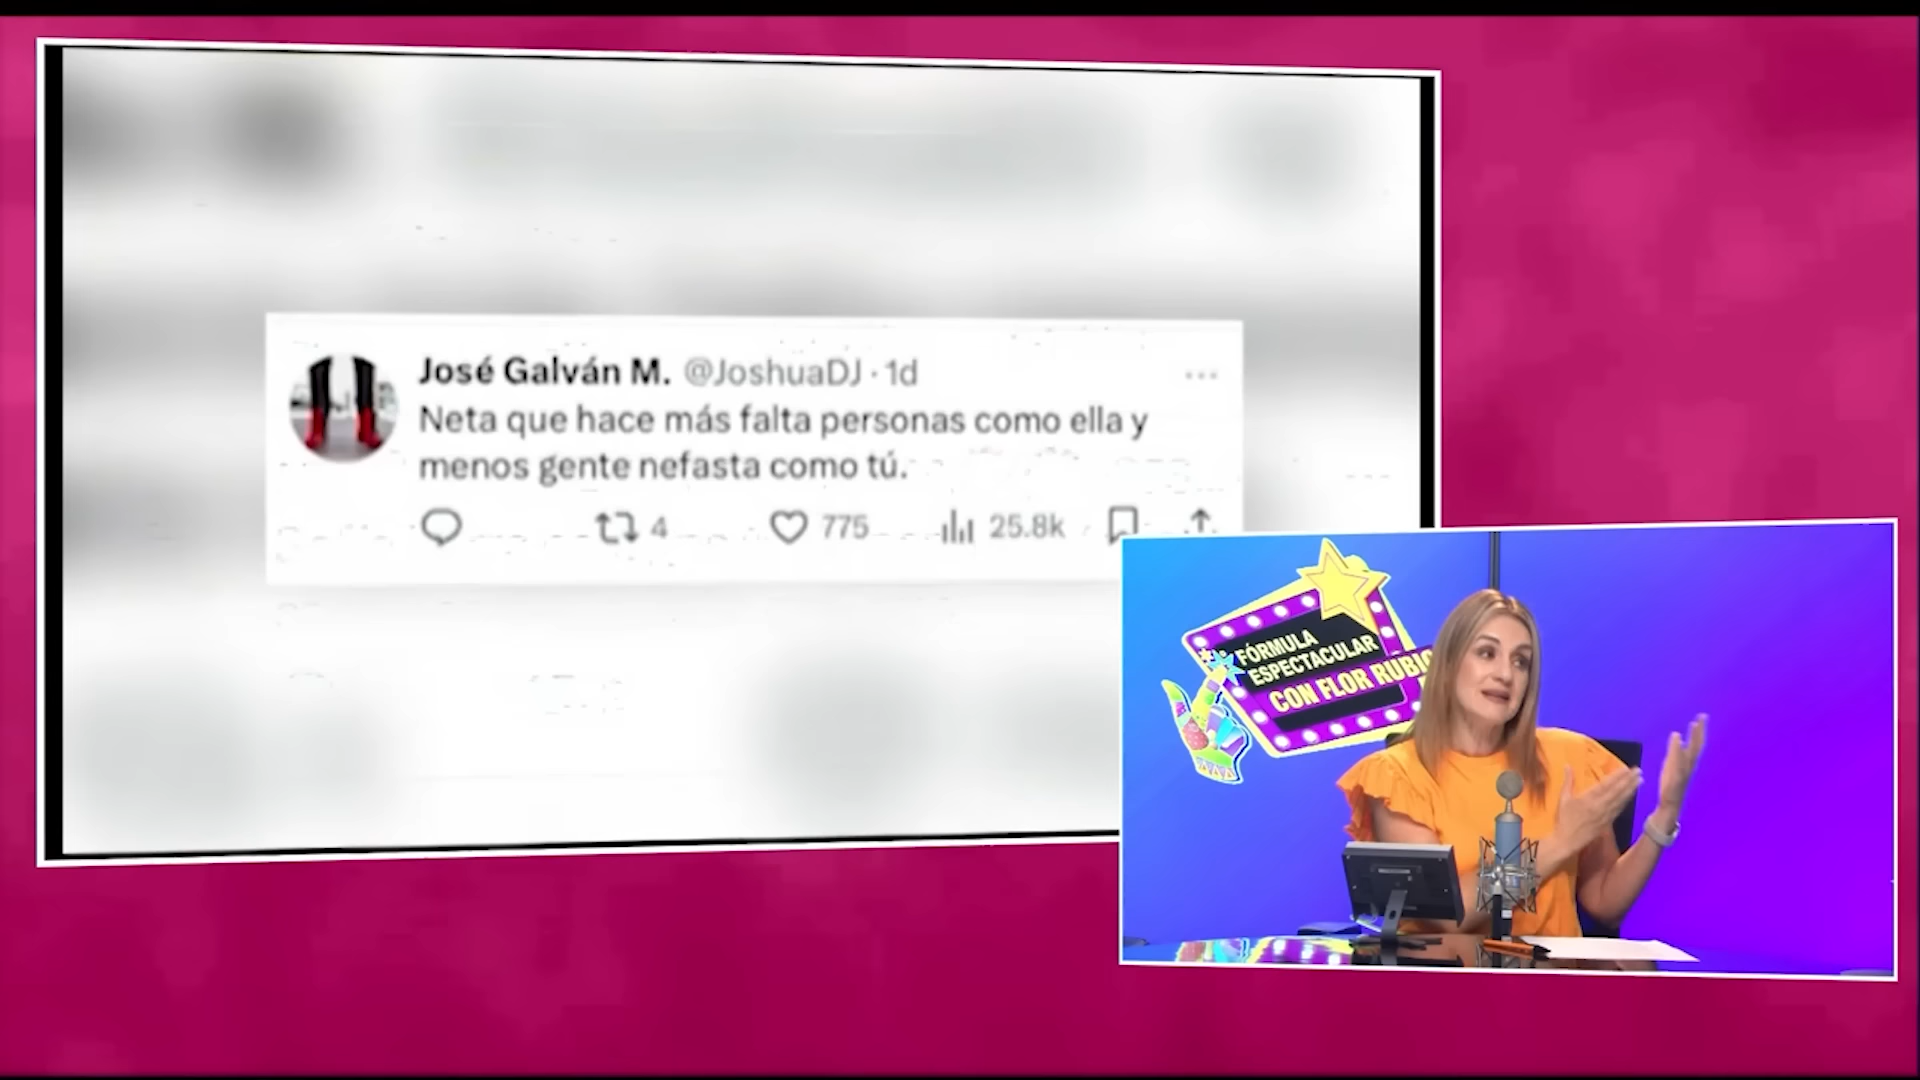 José Galván M. @JoshuaDJ · 1d
Neta que hace más falta personas como ella y
menos gente nefasta como tú.
4 775 25.8k
FÓRMULA
ESPECTACULAR
CON FLOR RUBIO